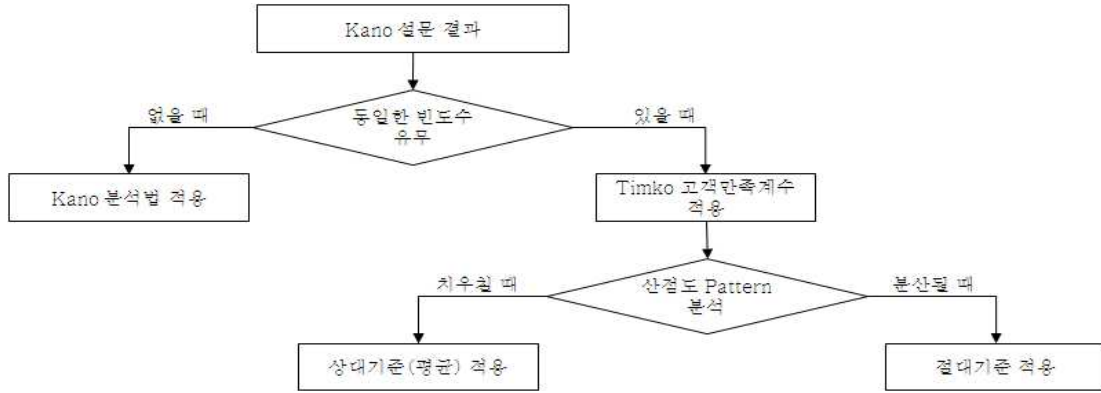 Kano 설문 결과
동일한 빈도수
유무
없을 때
있을 때
Kano 분석법 적용
Timko 고객만족계수
적용
산점도 Pattern
분석
치우칠 때
분산될 때
상대기준(평균) 적용
절대기준 적용